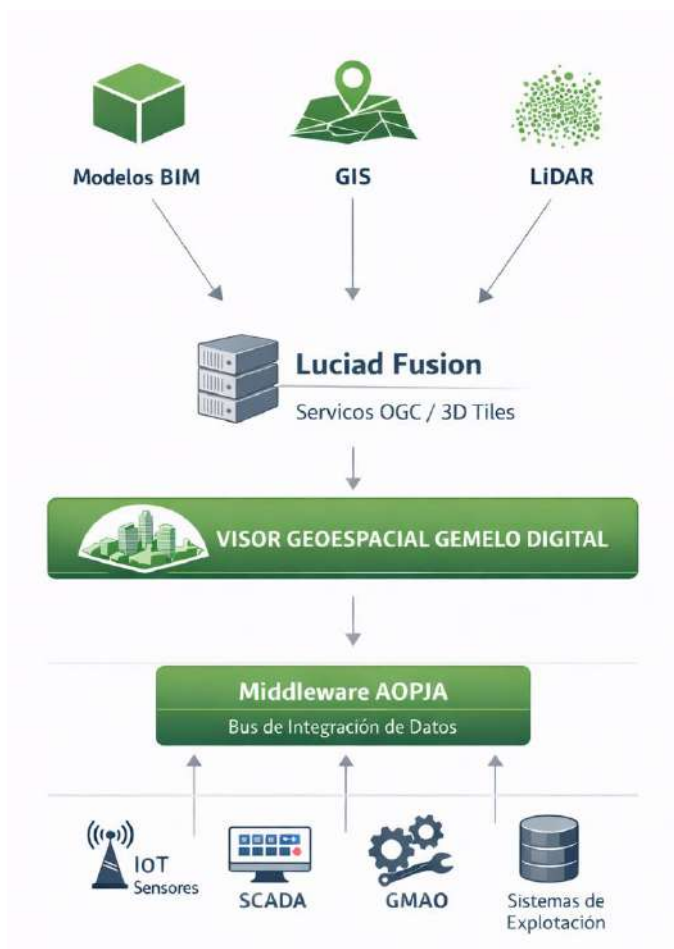 Modelos BIM
GIS
LiDAR
Luciad Fusion
Servicos OGC / 3D Tiles
VISOR GEOESPACIAL GEMELO DIGITAL
Middleware AOPJA
Bus de Integración de Datos
IoT
Sensores
SCADA
GMAO
Sistemas de
Explotación